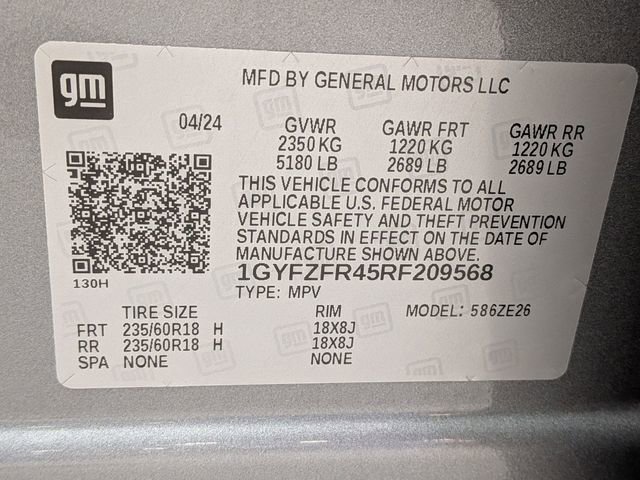 gm
MFD BY GENERAL MOTORS LLC
04/24 GVWR GAWR FRT GAWR RR
2350 KG 1220 KG 1220 KG
5180 LB 2689 LB 2689 LB
THIS VEHICLE CONFORMS TO ALL
APPLICABLE U.S. FEDERAL MOTOR
VEHICLE SAFETY AND THEFT PREVENTION
STANDARDS IN EFFECT ON THE DATE OF
MANUFACTURE SHOWN ABOVE.
130H
1GYFZFR45RF209568
TYPE: MPV
TIRE SIZE RIM MODEL: 586ZE26
FRT 235/60R18 H 18X8J
RR 235/60R18 H 18X8J
SPA NONE NONE